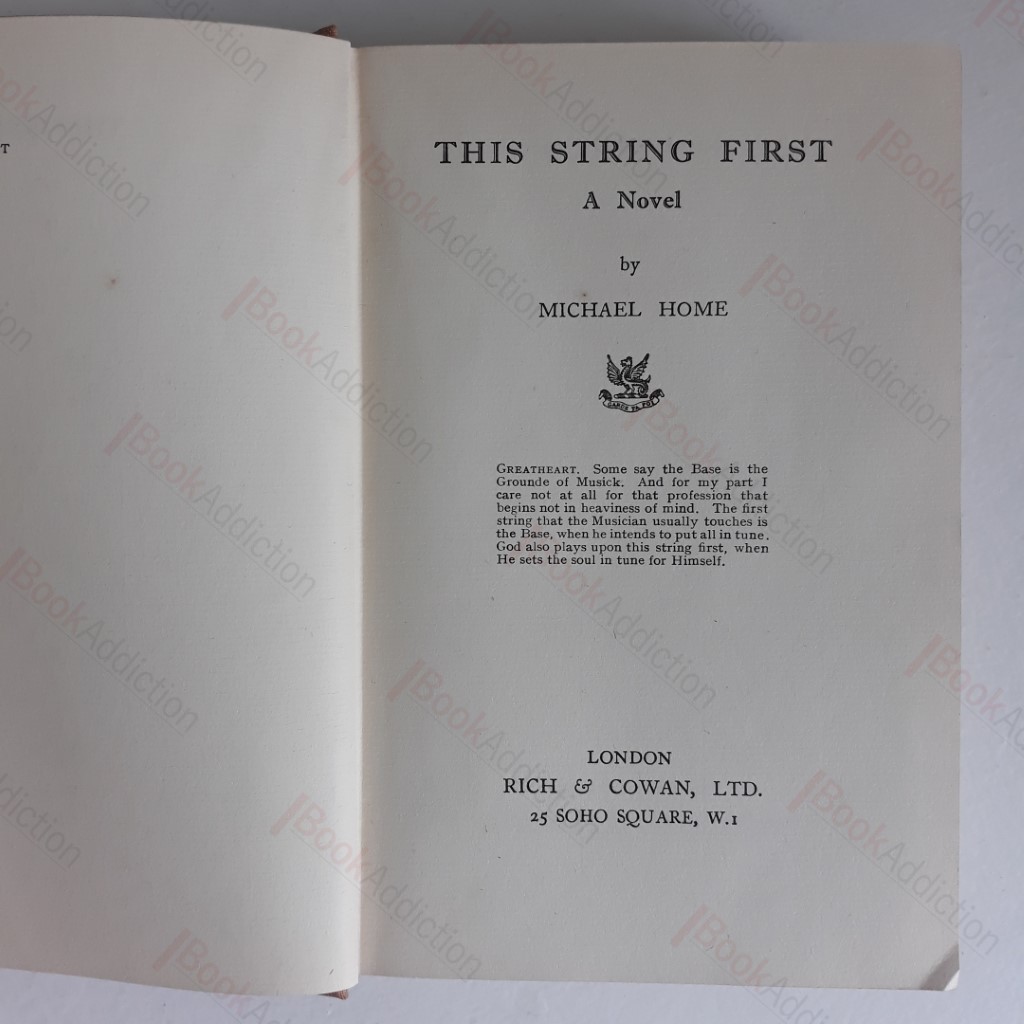 T
THIS STRING FIRST
A Novel
by
MICHAEL HOME
GARDE TA FOY
GREATHEART. Some say the Base is the
Grounde of Musick. And for my part I
care not at all for that profession that
begins not in heaviness of mind. The first
string that the Musician usually touches is
the Base, when he intends to put all in tune.
God also plays upon this string first, when
He sets the soul in tune for Himself.
LONDON
RICH & COWAN, LTD.
25 SOHO SQUARE, W.1
BookAddiction